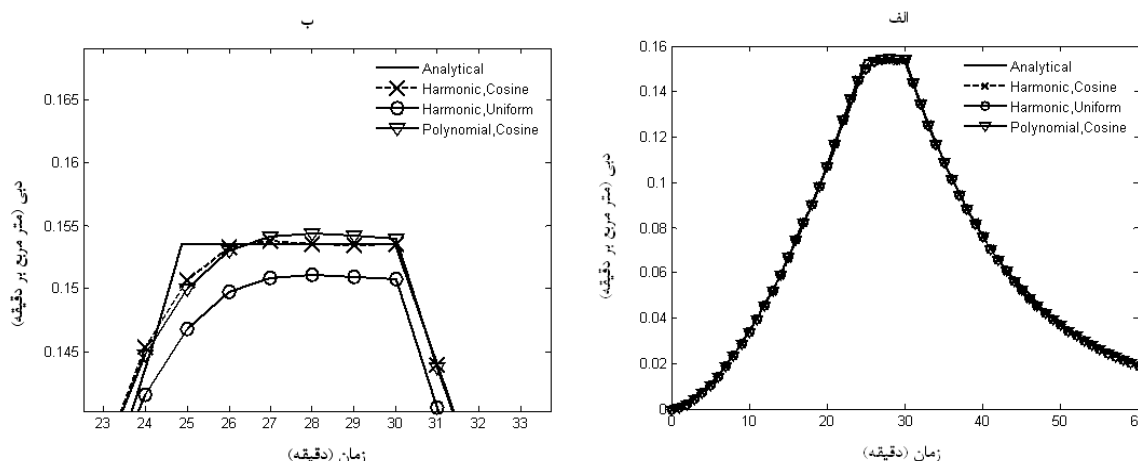 ب
Analytical
Harmonic,Cosine
Harmonic,Uniform
Polynomial,Cosine
0.165
0.16
0.155
0.15
0.145
23 24 25 26 27 28 29 30 31 32 33
دبی (متر مربع بر دقیقه)
زمان (دقیقه)
الف
Analytical
Harmonic,Cosine
Harmonic,Uniform
Polynomial,Cosine
0.16
0.14
0.12
0.1
0.08
0.06
0.04
0.02
0
0 10 20 30 40 50 60
دبی (متر مربع بر دقیقه)
زمان (دقیقه)